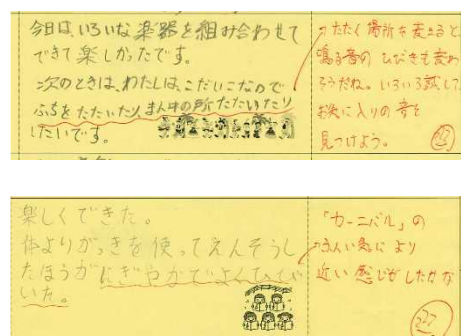 今日は、いろいな楽器を組み合わせて
できて楽しかったです。
次のときは、わたしは、こだいこなので
ふちをたたいたり、まん中の所たたいたり
したいです。
たたく場所を変えると、
鳴る音の ひびきも変わり
そうだね。いろいろ試して
お気に入りの音を
見つけよう。
楽しくできた。
体よりがっきを使ってえんそうし
たほうがにぎやかでよくひびい
いた。
「カーニバル」の
ふんい気に より
近い 感じがしたかな